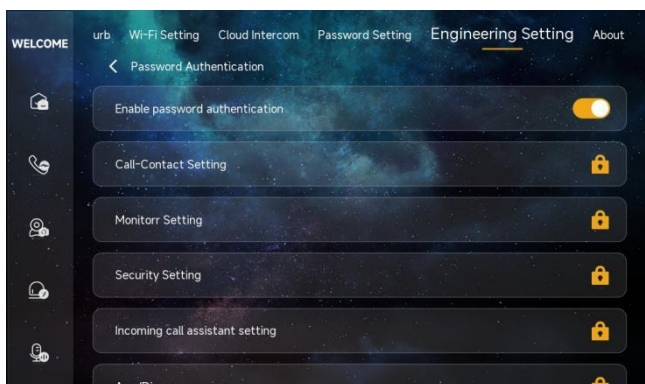 WELCOME
urb Wi-Fi Setting Cloud Intercom Password Setting Engineering Setting About
Password Authentication
Enable password authentication
Call-Contact Setting
Monitorr Setting
Security Setting
Incoming call assistant setting